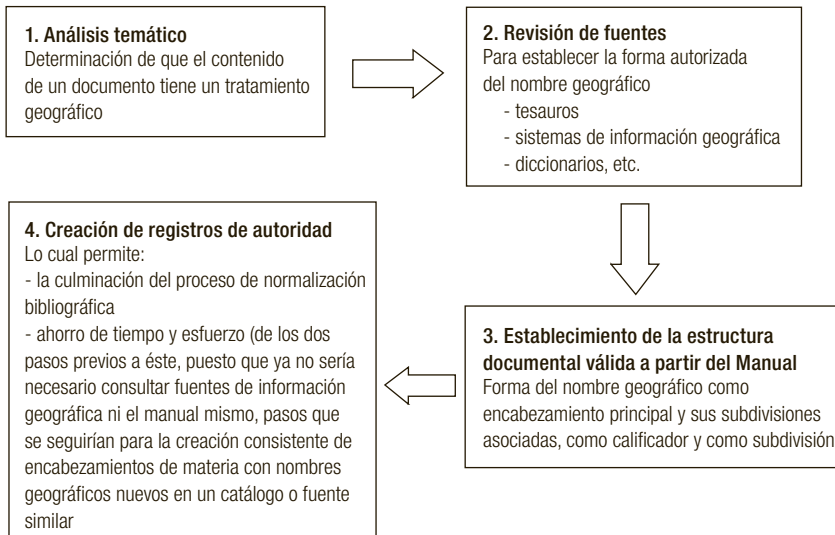 1. Análisis temático
Determinación de que el contenido
de un documento tiene un tratamiento
geográfico
2. Revisión de fuentes
Para establecer la forma autorizada
del nombre geográfico
- tesauros
- sistemas de información geográfica
- diccionarios, etc.
3. Establecimiento de la estructura
documental válida a partir del Manual
Forma del nombre geográfico como
encabezamiento principal y sus subdivisiones
asociadas, como calificador y como subdivisión
4. Creación de registros de autoridad
Lo cual permite:
- la culminación del proceso de normalización
bibliográfica
- ahorro de tiempo y esfuerzo (de los dos
pasos previos a éste, puesto que ya no sería
necesario consultar fuentes de información
geográfica ni el manual mismo, pasos que
se seguirían para la creación consistente de
encabezamientos de materia con nombres
geográficos nuevos en un catálogo o fuente
similar